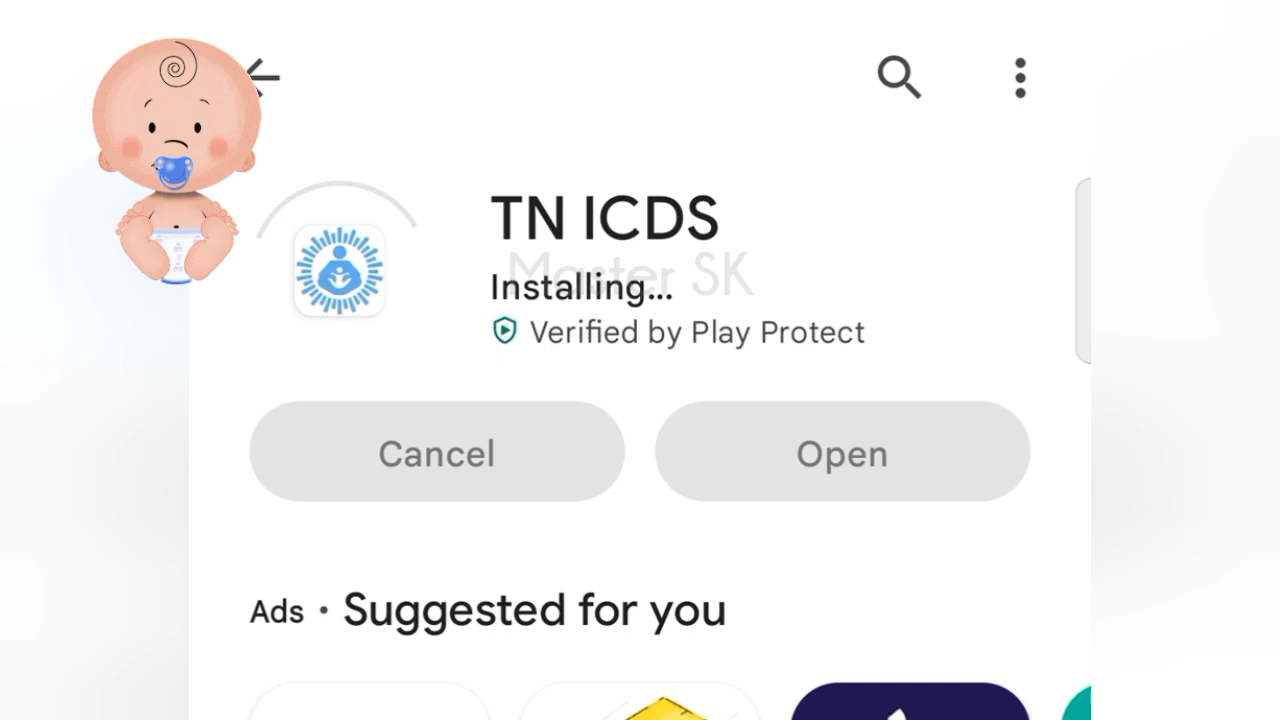 TN ICDS
Master SK
Installing...
Verified by Play Protect
Cancel
Open
Ads • Suggested for you